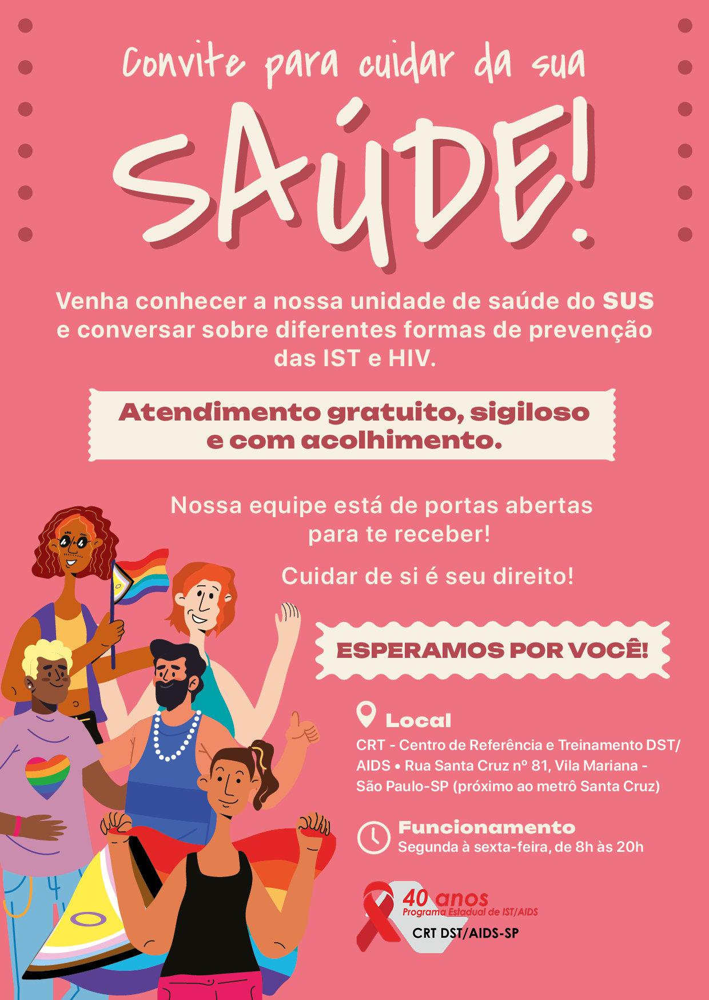 Convite para cuidar da sua
SAÚDE!
Venha conhecer a nossa unidade de saúde do SUS
e conversar sobre diferentes formas de prevenção
das IST e HIV.
Atendimento gratuito, sigiloso
e com acolhimento.
Nossa equipe está de portas abertas
para te receber!
Cuidar de si é seu direito!
ESPERAMOS POR VOCÊ!
Local
CRT - Centro de Referência e Treinamento DST/
AIDS • Rua Santa Cruz nº 81, Vila Mariana -
São Paulo-SP (próximo ao metrô Santa Cruz)
Funcionamento
Segunda à sexta-feira, de 8h às 20h
40 anos
Programa Estadual de IST/AIDS
CRT DST/AIDS-SP